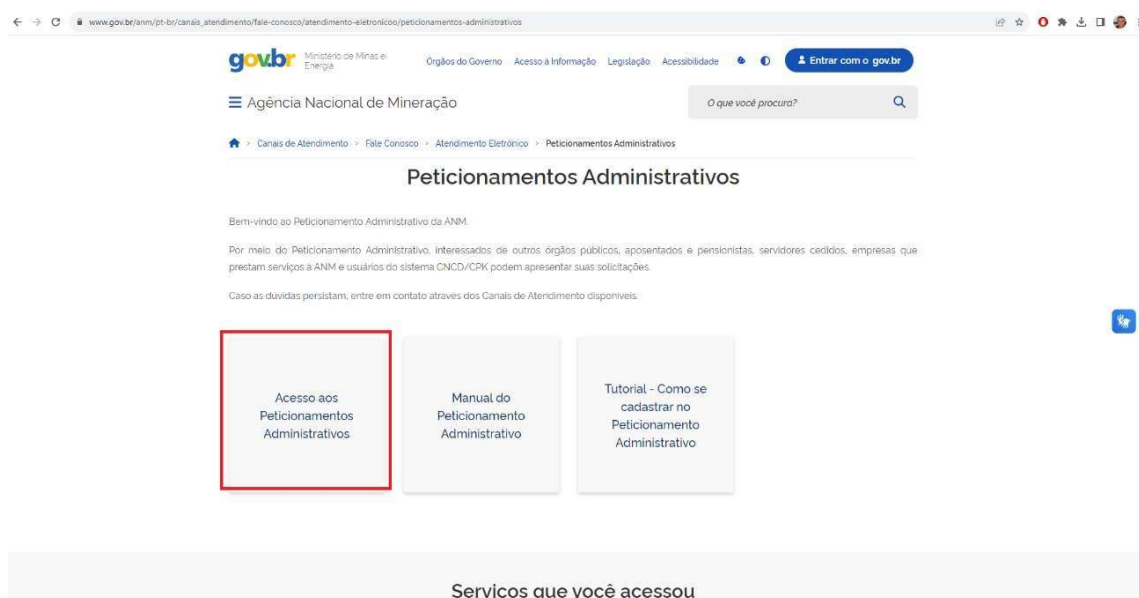 www.gov.br/anm/pt-br/canais_atendimento/fale-conosco/atendimento-eletronicoo/peticionamentos-administrativos
gov.br
Ministério de Minas e
Energia
Órgãos do Governo Acesso à Informação Legislação Acessibilidade
Entrar com o gov.br
Agência Nacional de Mineração
O que você procura?
Canais de Atendimento > Fale Conosco > Atendimento Eletrônico > Peticionamentos Administrativos
Peticionamentos Administrativos
Bem-vindo ao Peticionamento Administrativo da ANM.
Por meio do Peticionamento Administrativo, interessados de outros órgãos públicos, aposentados e pensionistas, servidores cedidos, empresas que
prestam serviços à ANM e usuários do sistema CNCD/CPK podem apresentar suas solicitações.
Caso as dúvidas persistam, entre em contato através dos Canais de Atendimento disponíveis.
Acesso aos
Peticionamentos
Administrativos
Manual do
Peticionamento
Administrativo
Tutorial - Como se
cadastrar no
Peticionamento
Administrativo
Serviços que você acessou